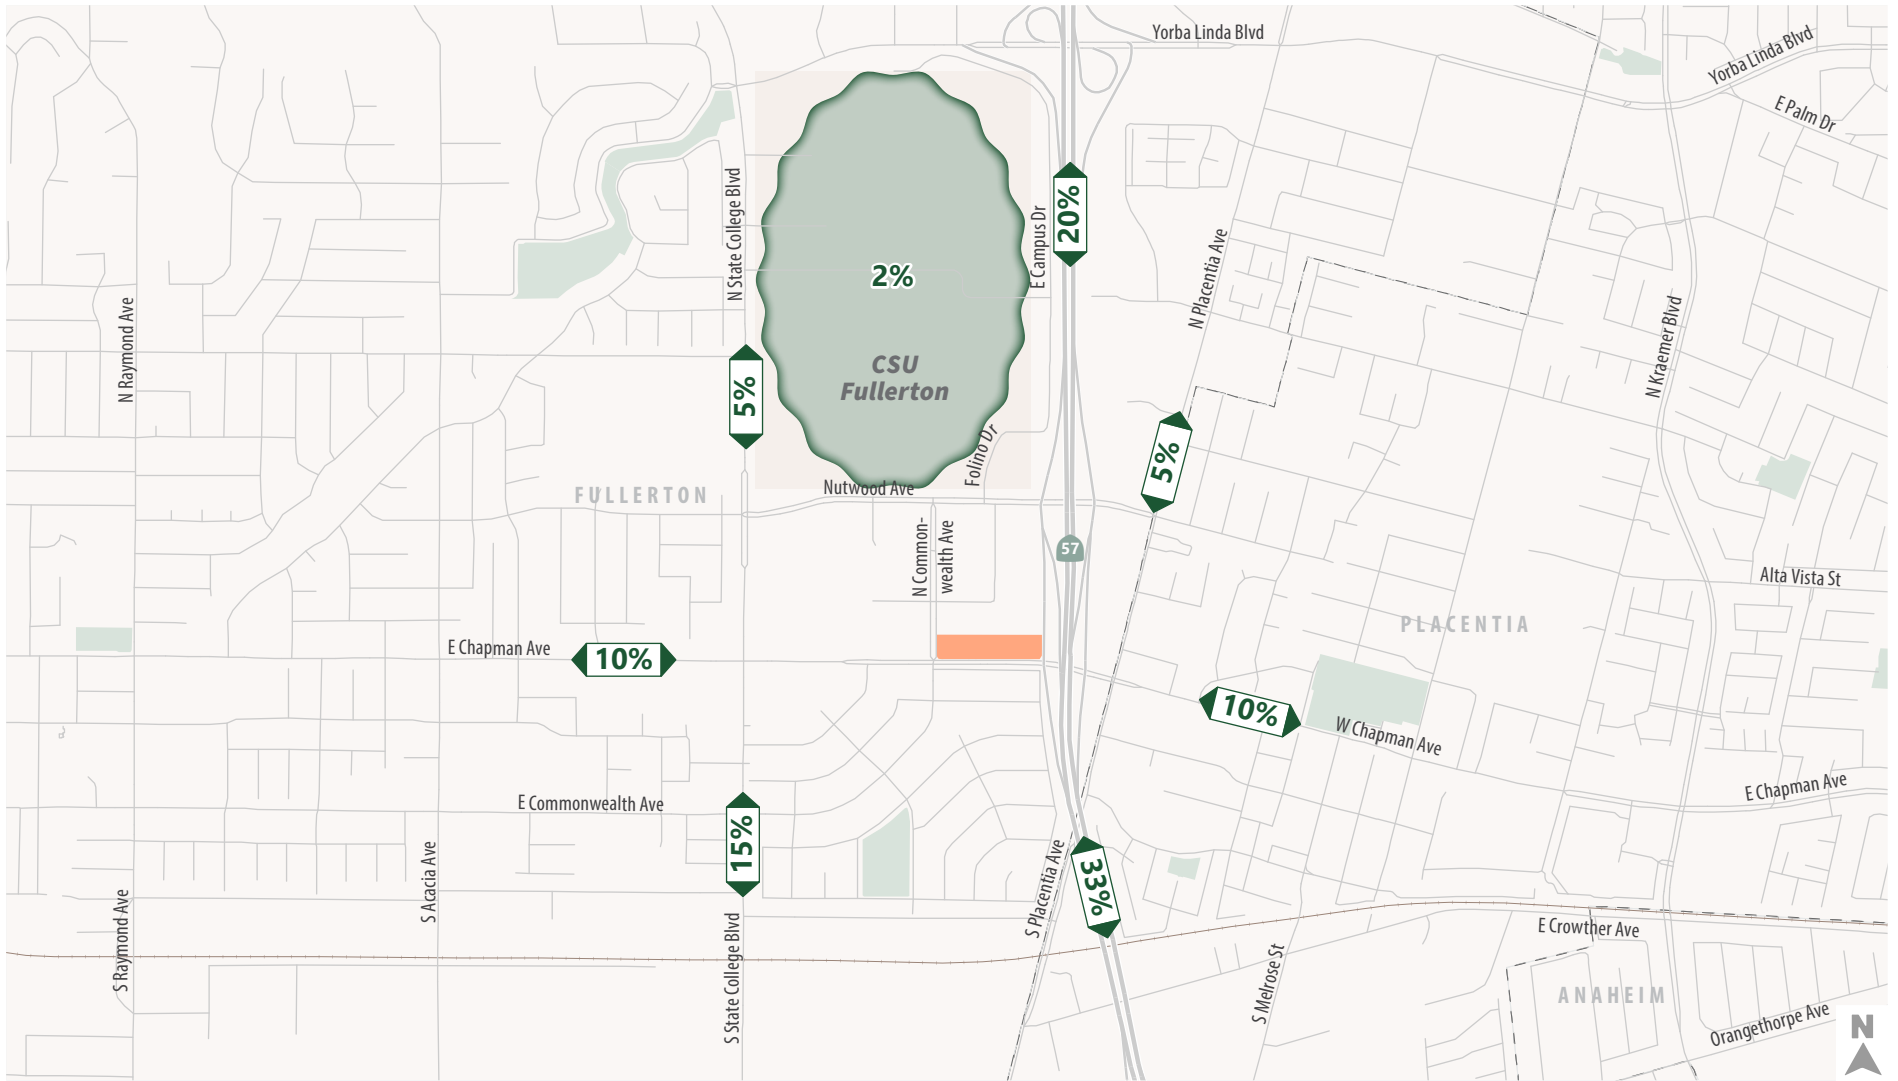 Yorba Linda Blvd
Yorba Linda Blvd
E Palm Dr
N State College Blvd
20%
E Campus Dr
N Placentia Ave
2%
N Raymond Ave
N Kraemer Blvd
CSU
Fullerton
5%
5%
Folino Dr
Nutwood Ave
FULLERTON
N Common-
wealth Ave
57
Alta Vista St
PLACENTIA
E Chapman Ave
10%
10%
W Chapman Ave
E Chapman Ave
E Commonwealth Ave
15%
33%
S Acacia Ave
S Placentia Ave
S Raymond Ave
S State College Blvd
E Crowther Ave
S Melrose St
ANAHEIM
Orangethorpe Ave
N